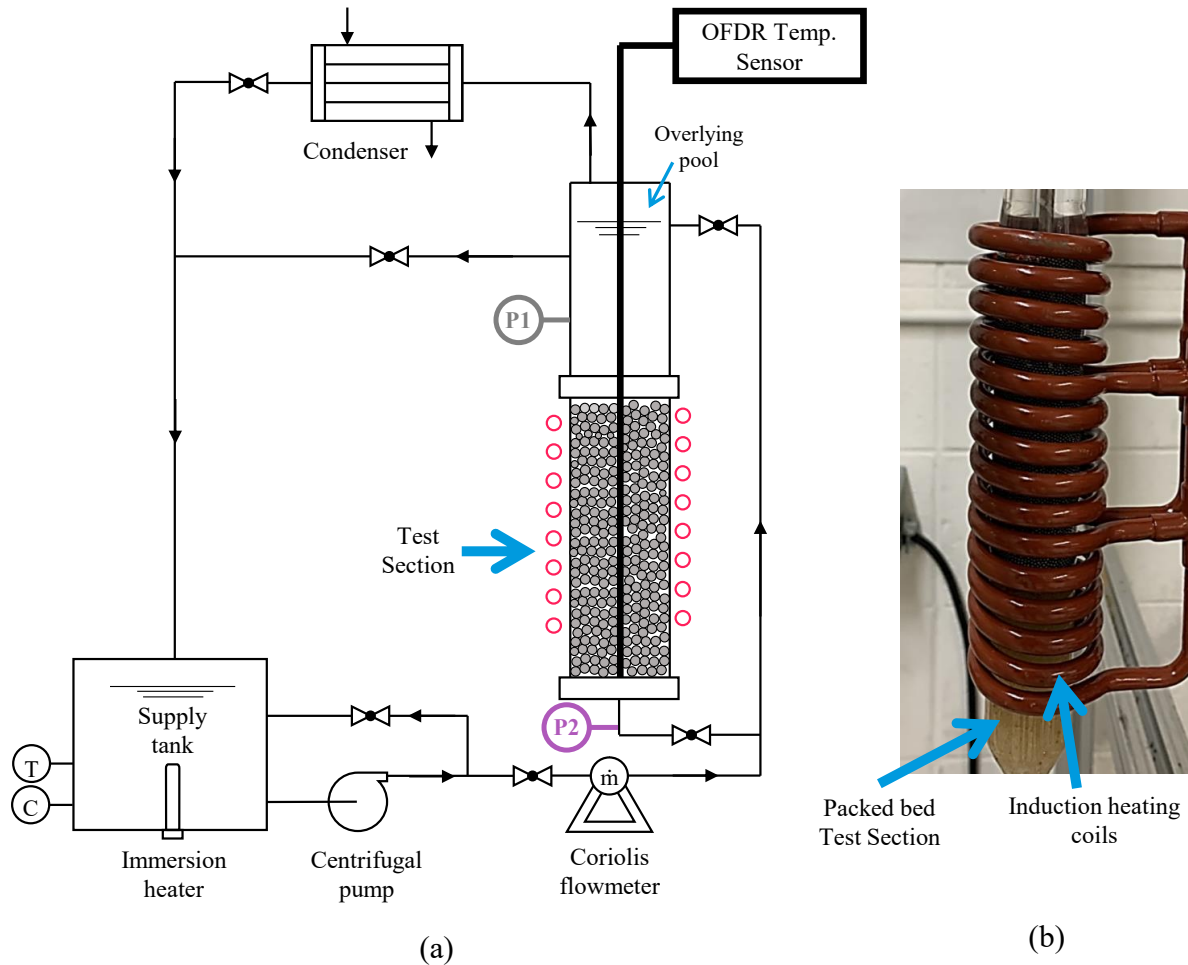 OFDR Temp.
Sensor
Condenser
Overlying
pool
P1
Test
Section
Supply
tank
P2
T
C
ṁ
Immersion
heater
Centrifugal
pump
Coriolis
flowmeter
(a)
Packed bed
Test Section
Induction heating
coils
(b)